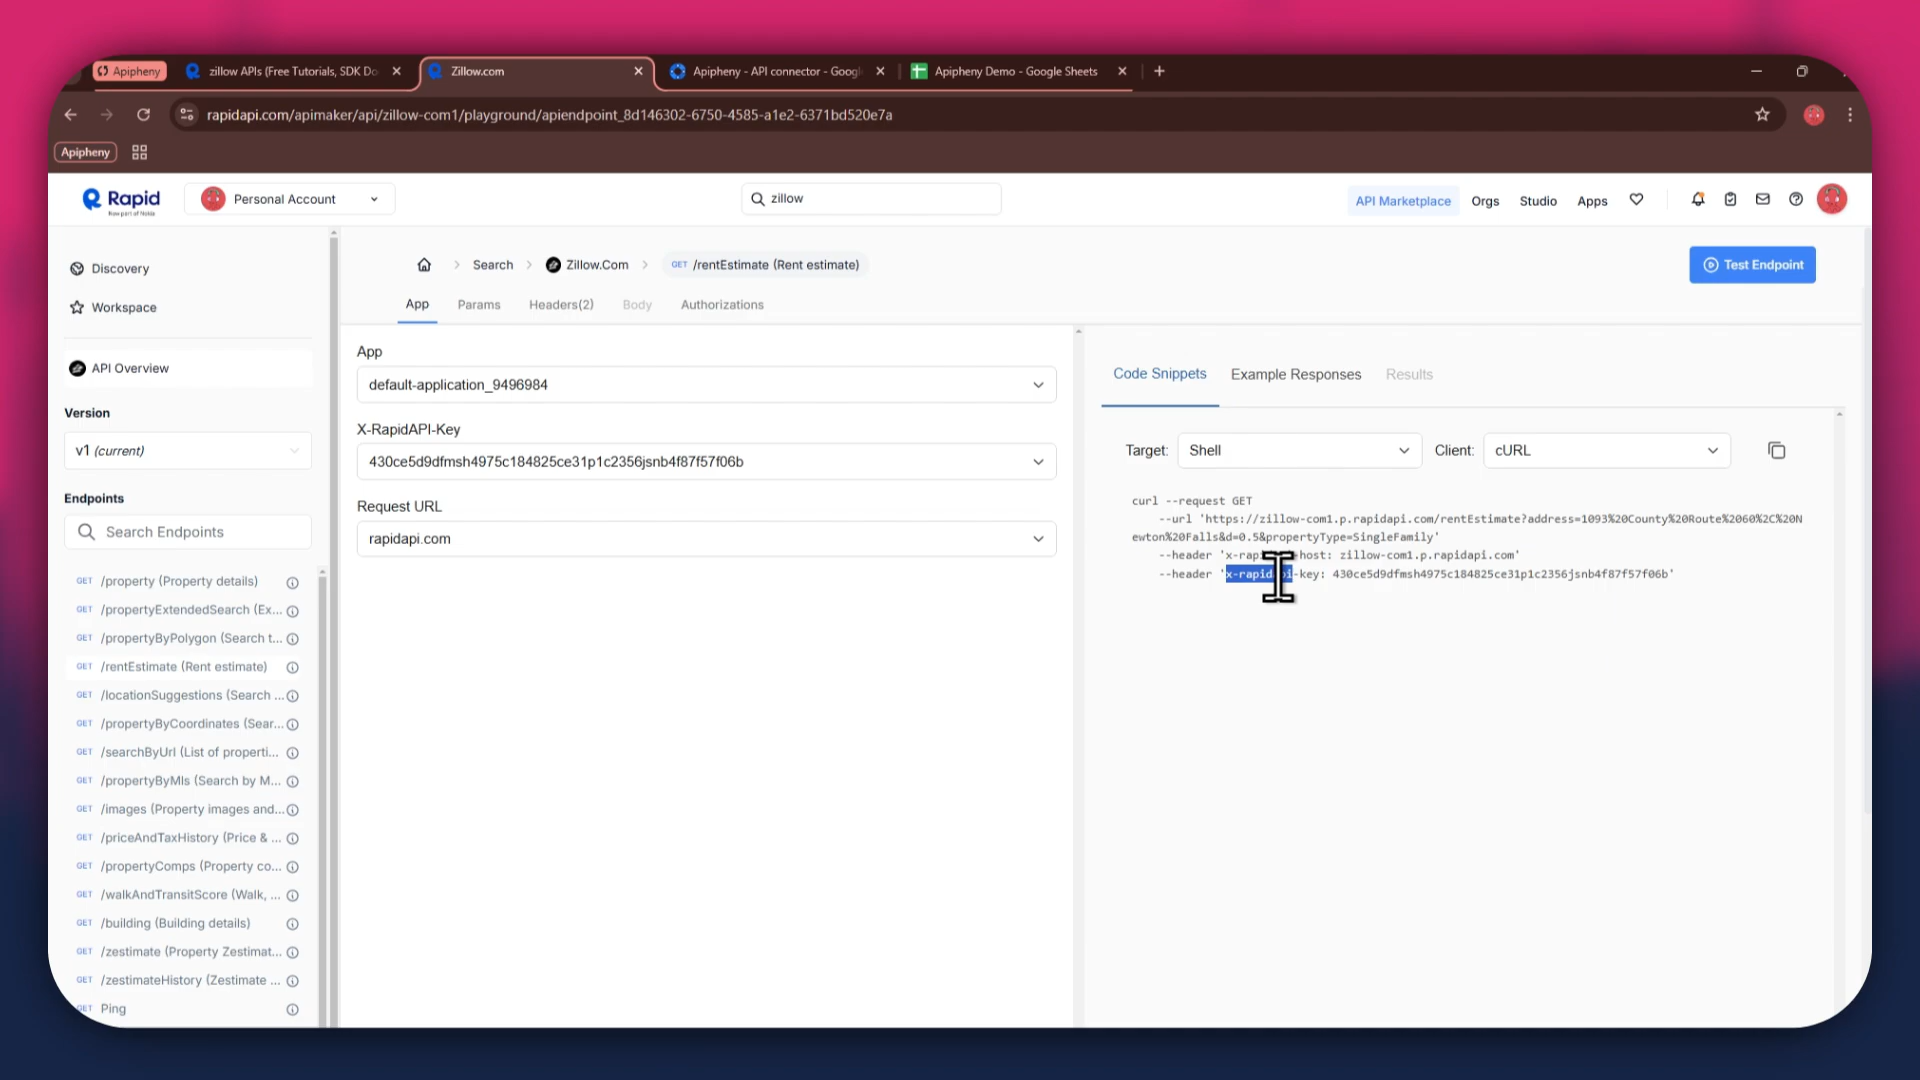 Apipheny
zillow APIs (Free Tutorials, SDK Do
Zillow.com
Apipheny - API connector - Googl
Apipheny Demo - Google Sheets
rapidapi.com/apimaker/api/zillow-com1/playground/apiendpoint_8d146302-6750-4585-a1e2-6371bd520e7a
Apipheny
Rapid
Now part of Nokia
Personal Account
zillow
API Marketplace
Orgs
Studio
Apps
Discovery
Workspace
API Overview
Version
v1 (current)
Endpoints
Search Endpoints
GET /property (Property details)
GET /propertyExtendedSearch (Ex...
GET /propertyByPolygon (Search t...
GET /rentEstimate (Rent estimate)
GET /locationSuggestions (Search ...
GET /propertyByCoordinates (Sear...
GET /searchByUrl (List of properti...
GET /propertyByMls (Search by M...
GET /images (Property images and...
GET /priceAndTaxHistory (Price & ...
GET /propertyComps (Property co...
GET /walkAndTransitScore (Walk, ...
GET /building (Building details)
GET /zestimate (Property Zestimat...
GET /zestimateHistory (Zestimate ...
GET Ping
Search
Zillow.Com
GET /rentEstimate (Rent estimate)
Test Endpoint
App
Params
Headers(2)
Body
Authorizations
App
default-application_9496984
X-RapidAPI-Key
430ce5d9dfmsh4975c184825ce31p1c2356jsnb4f87f57f06b
Request URL
rapidapi.com
Code Snippets
Example Responses
Results
Target:
Shell
Client:
cURL
curl --request GET
--url 'https://zillow-com1.p.rapidapi.com/rentEstimate?address=1093%20County%20Route%2060%2C%20N
ewton%20Falls&d=0.5&propertyType=SingleFamily'
--header 'x-rap host: zillow-com1.p.rapidapi.com'
--header 'x-rapidapi-key: 430ce5d9dfmsh4975c184825ce31p1c2356jsnb4f87f57f06b'